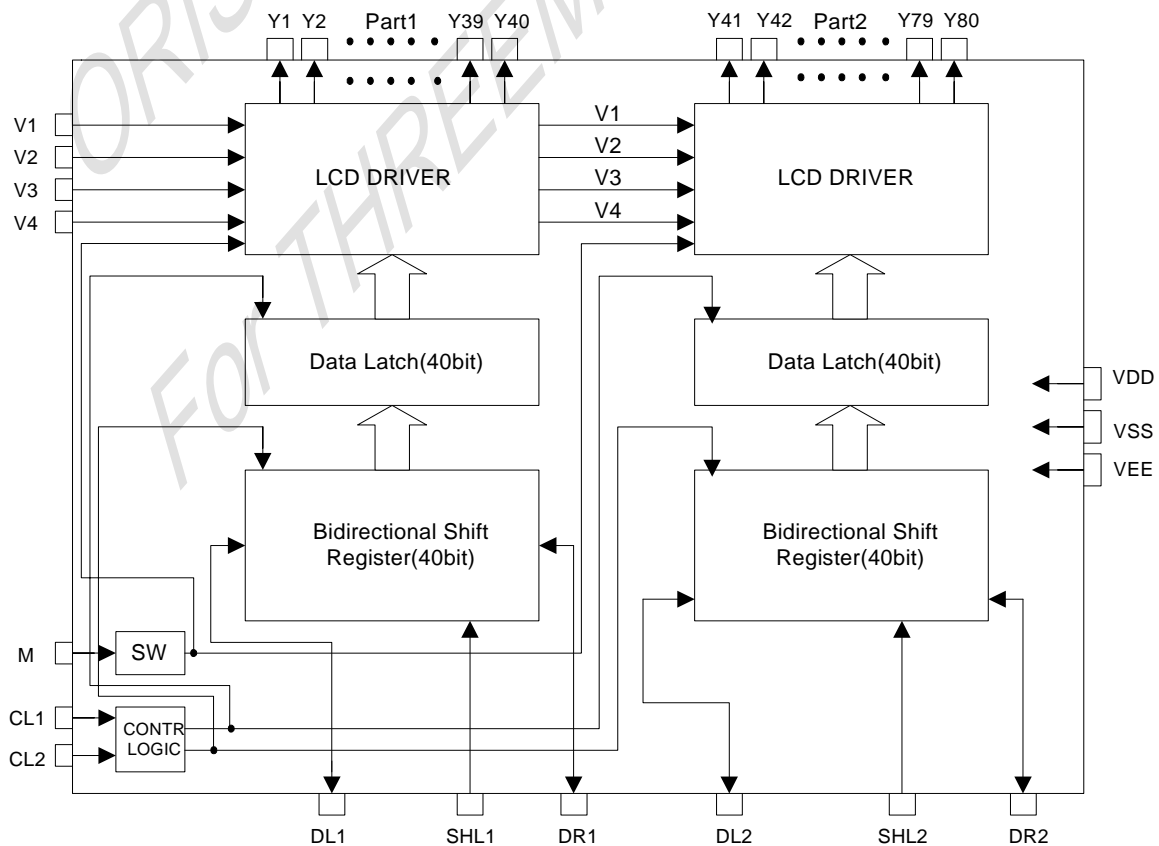 Y1 Y2 Part1 Y39 Y40 Y41 Y42 Part2 Y79 Y80
V1
V2
V3
V4
LCD DRIVER
V1
V2
V3
V4
LCD DRIVER
Data Latch(40bit)
Data Latch(40bit)
VDD
VSS
VEE
Bidirectional Shift
Register(40bit)
Bidirectional Shift
Register(40bit)
M
SW
CL1
CL2
CONTR
LOGIC
DL1 SHL1 DR1 DL2 SHL2 DR2
For